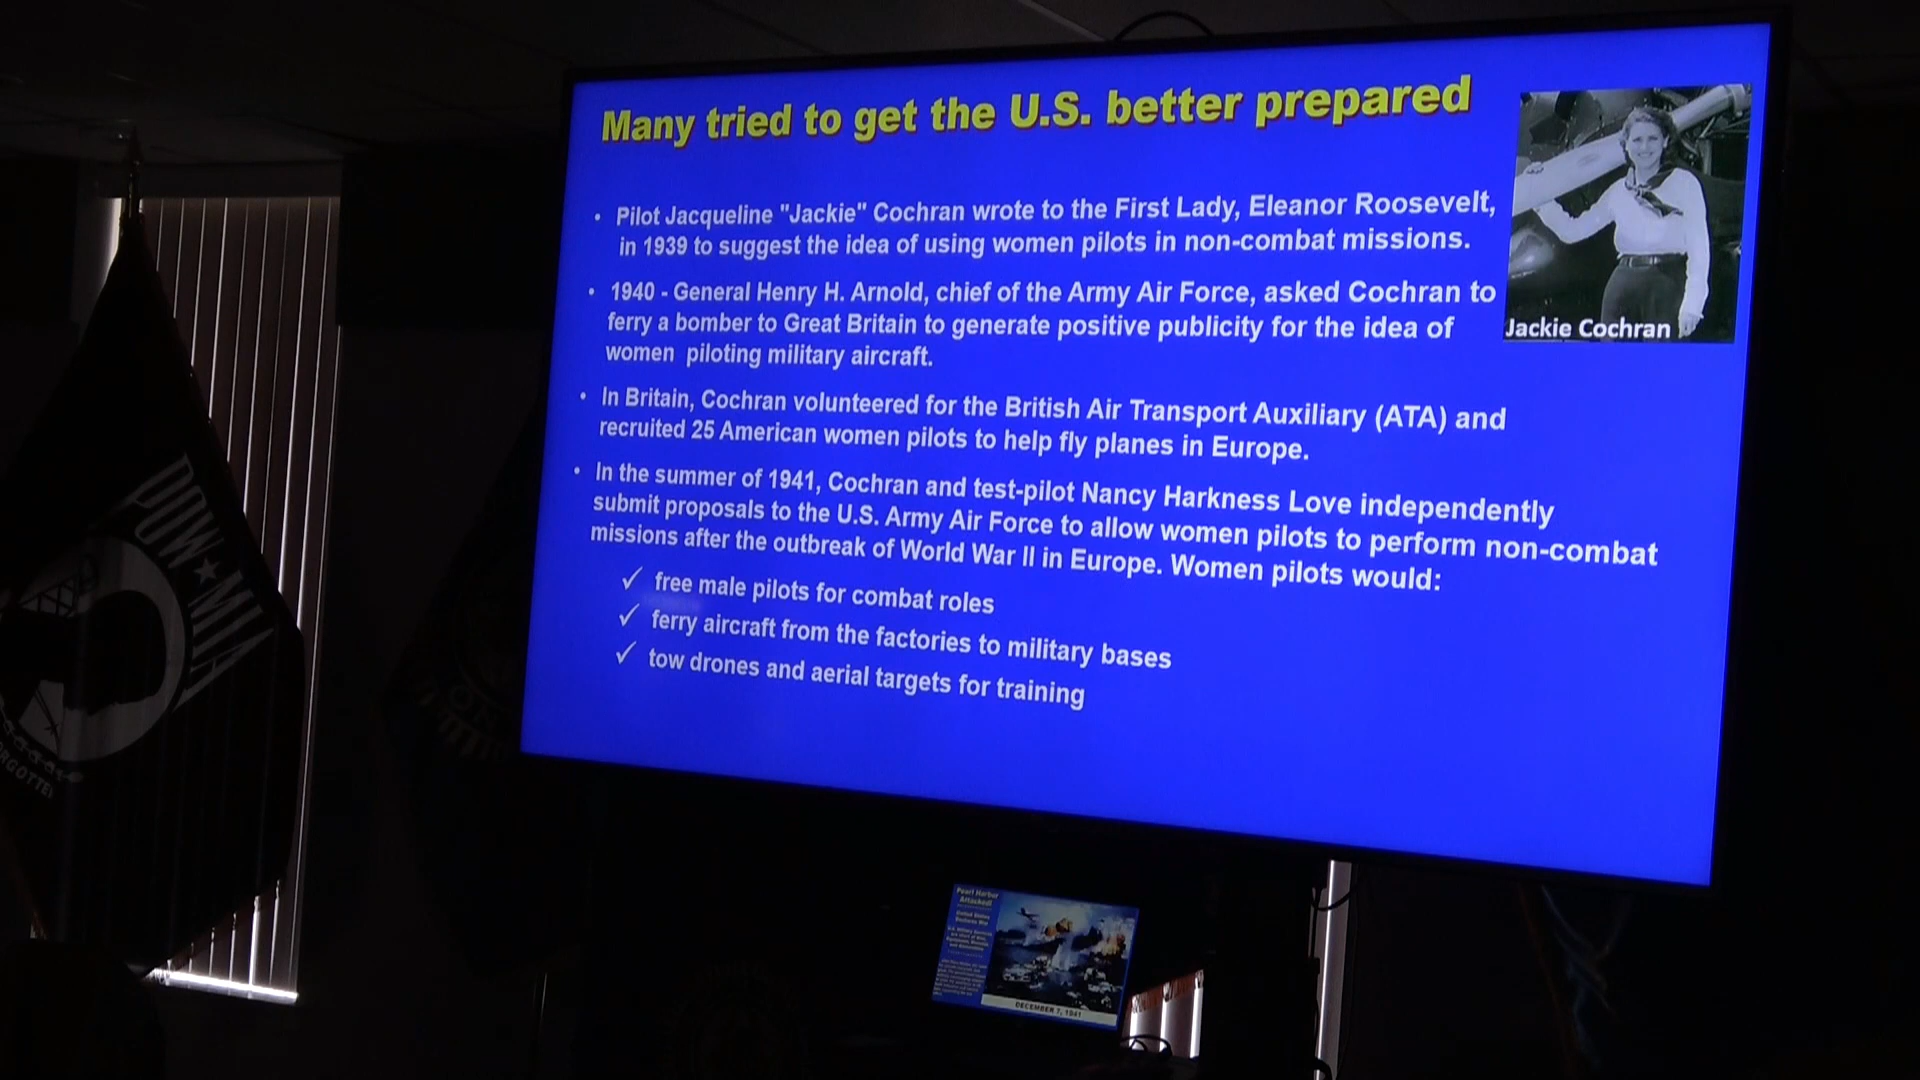 Many tried to get the U.S. better prepared
• Pilot Jacqueline "Jackie" Cochran wrote to the First Lady, Eleanor Roosevelt,
in 1939 to suggest the idea of using women pilots in non-combat missions.
• 1940 - General Henry H. Arnold, chief of the Army Air Force, asked Cochran to
ferry a bomber to Great Britain to generate positive publicity for the idea of
women piloting military aircraft.
Jackie Cochran
• In Britain, Cochran volunteered for the British Air Transport Auxiliary (ATA) and
recruited 25 American women pilots to help fly planes in Europe.
• In the summer of 1941, Cochran and test-pilot Nancy Harkness Love independently
submit proposals to the U.S. Army Air Force to allow women pilots to perform non-combat
missions after the outbreak of World War II in Europe. Women pilots would:
✓ free male pilots for combat roles
✓ ferry aircraft from the factories to military bases
✓ tow drones and aerial targets for training
POW★MIA
Pearl Harbor
Attacked!
United States
Declares War
DECEMBER 7, 1941